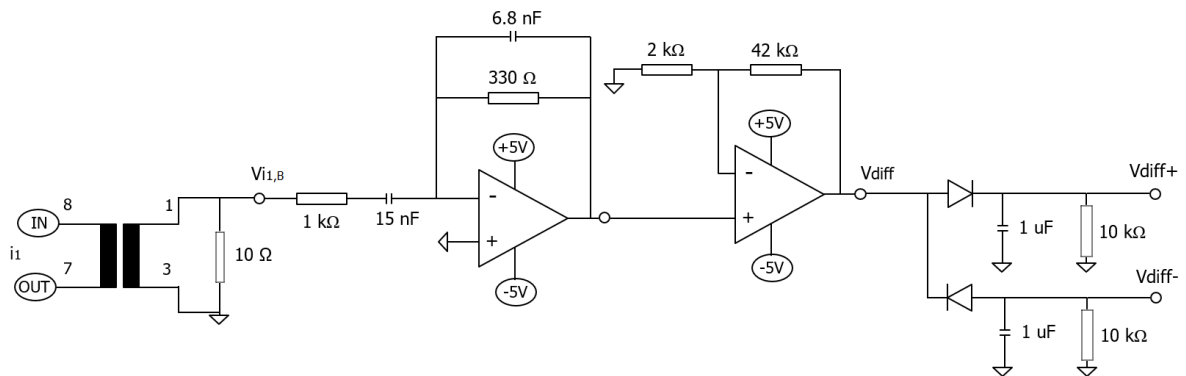 6.8 nF
330 Ω
2 kΩ
42 kΩ
+5V
-
+
-5V
+5V
-
+
-5V
Vi1,B
1 kΩ
15 nF
8
1
IN
i1
7
3
OUT
10 Ω
Vdiff
Vdiff+
1 uF
10 kΩ
Vdiff-
1 uF
10 kΩ